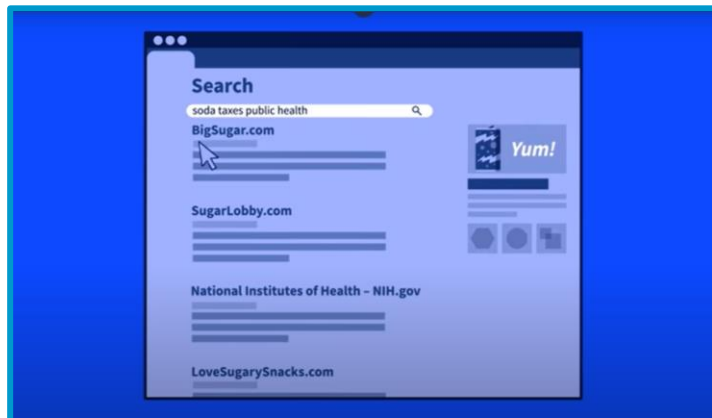 Search
soda taxes public health
BigSugar.com
Yum!
SugarLobby.com
National Institutes of Health – NIH.gov
LoveSugarySnacks.com